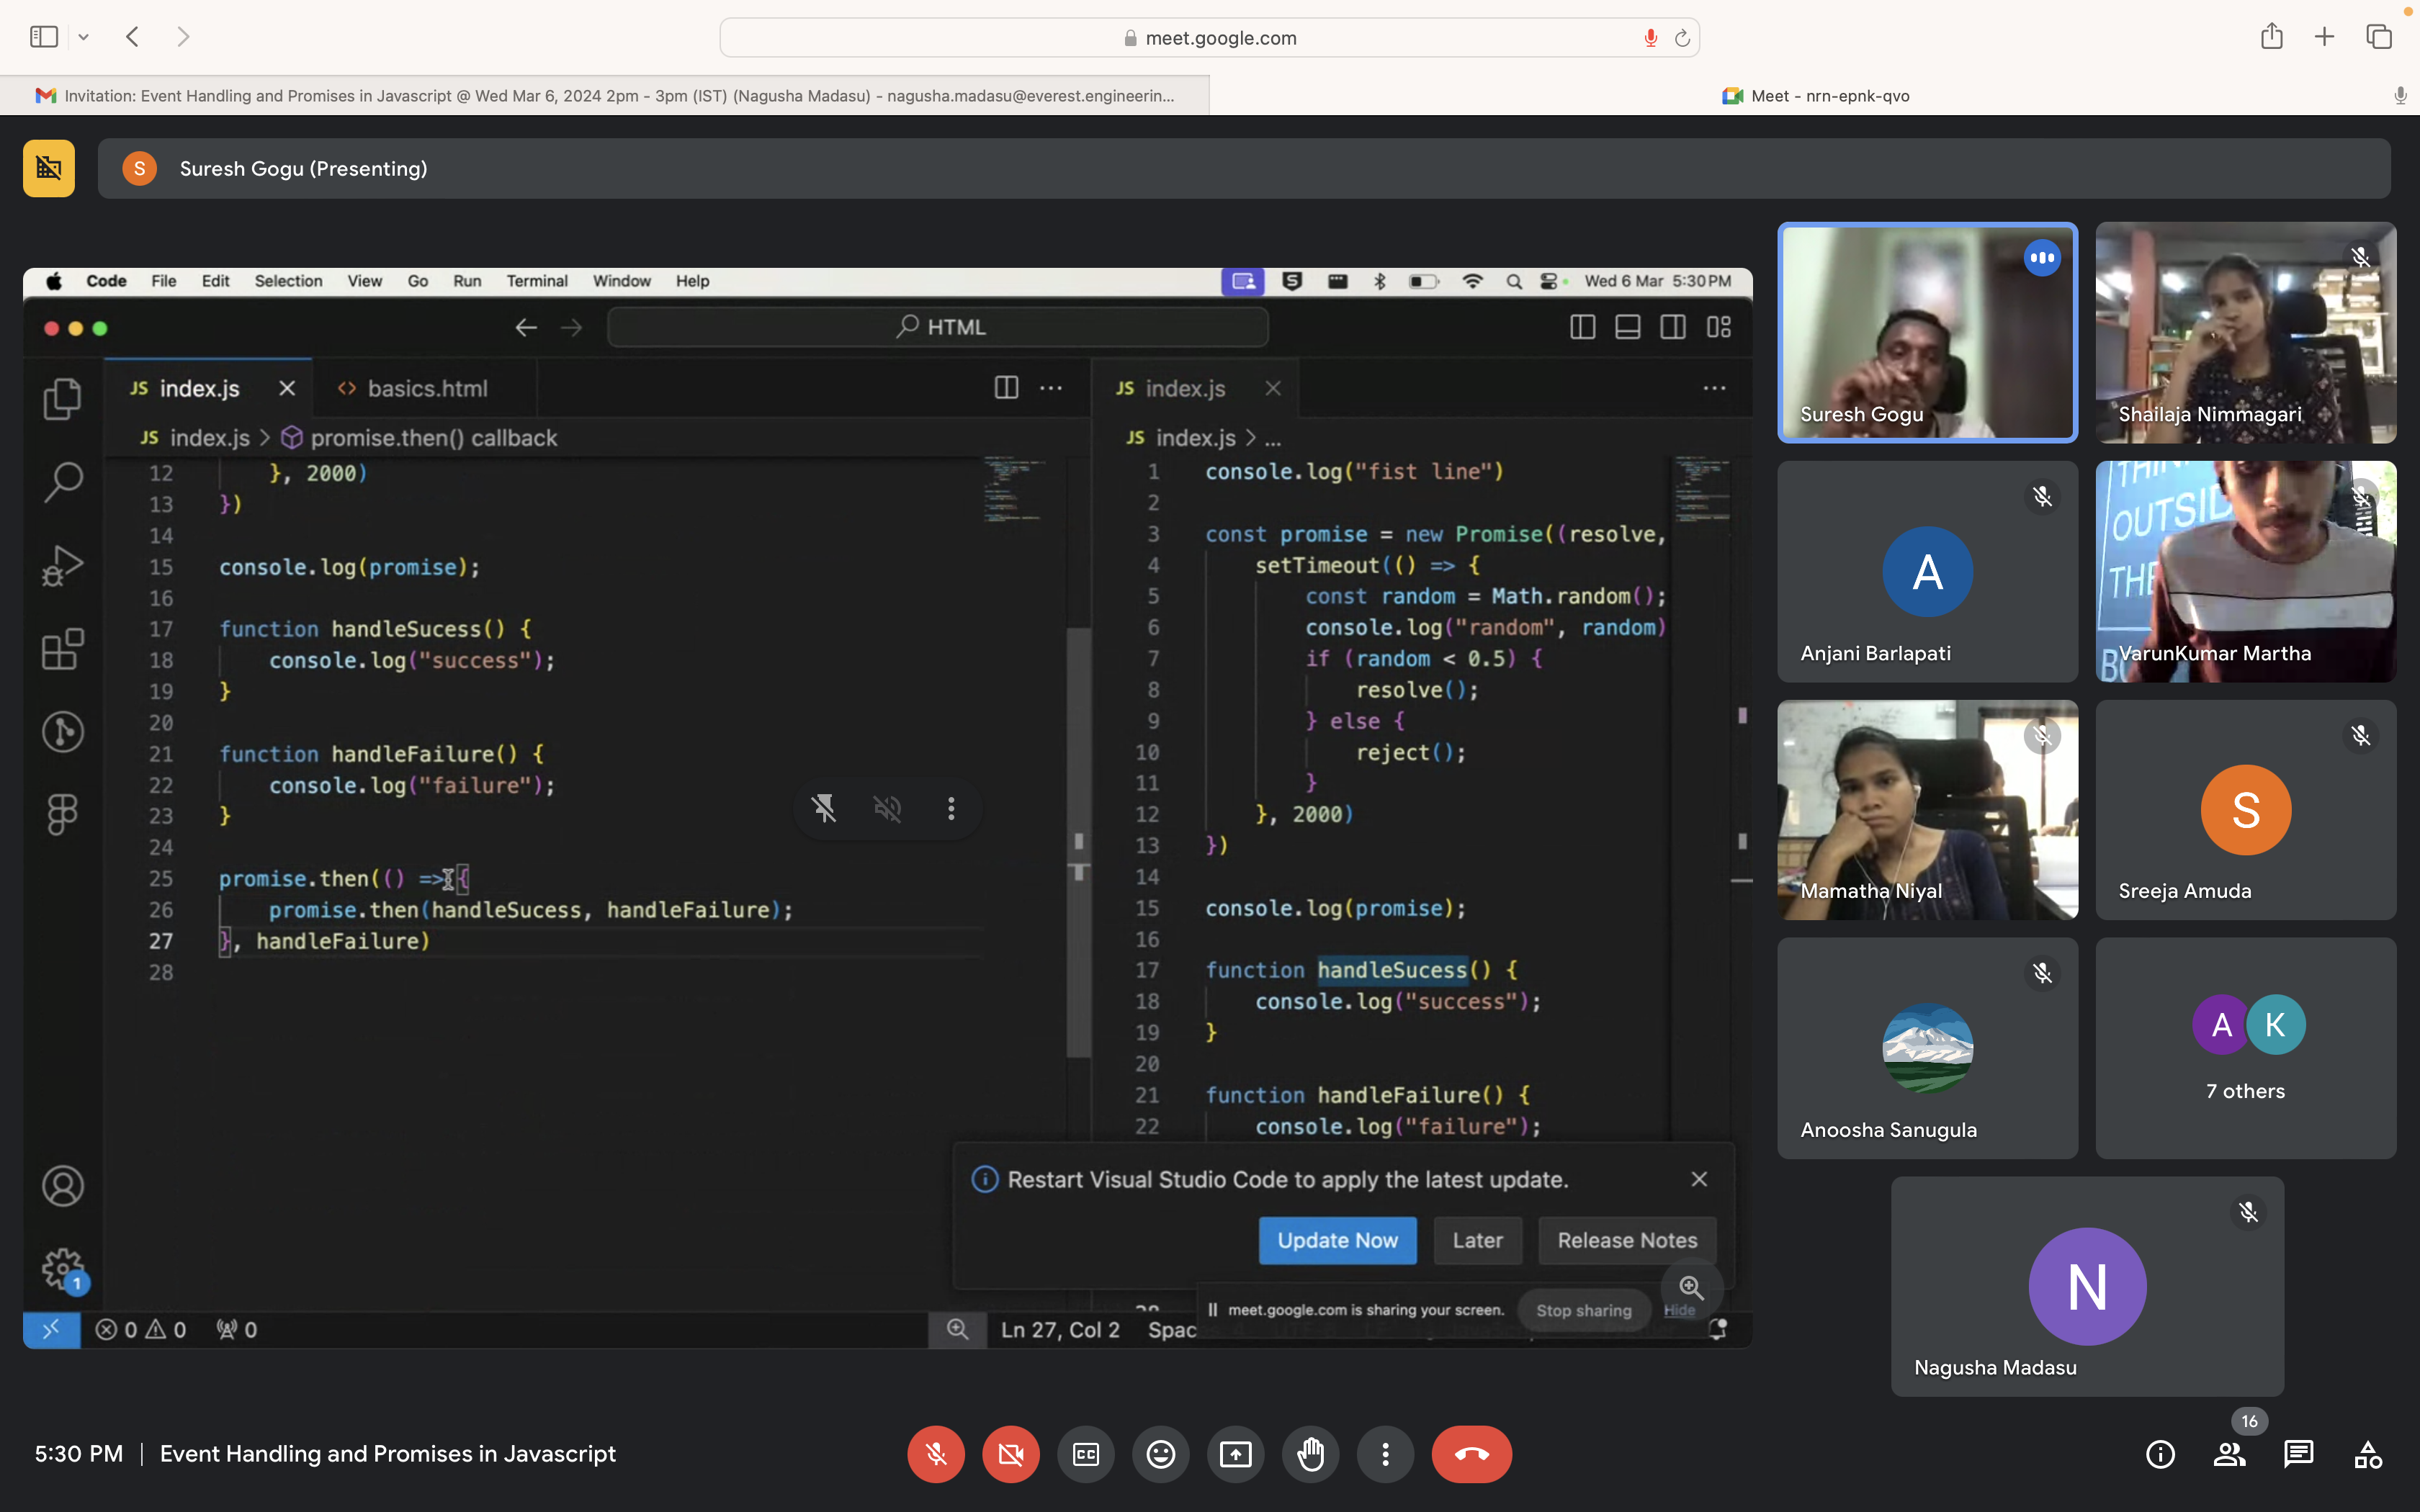 meet.google.com
Invitation: Event Handling and Promises in Javascript @ Wed Mar 6, 2024 2pm - 3pm (IST) (Nagusha Madasu) - nagusha.madasu@everest.engineerin...
Meet - nrn-epnk-qvo
S
Suresh Gogu (Presenting)
Code File Edit Selection View Go Run Terminal Window Help
Wed 6 Mar 5:30 PM
HTML
JS index.js
<> basics.html
JS index.js > promise.then() callback
12 }, 2000)
13 })
14
15 console.log(promise);
16
17 function handleSucess() {
18 console.log("success");
19 }
20
21 function handleFailure() {
22 console.log("failure");
23 }
24
25 promise.then(() => {
26 promise.then(handleSucess, handleFailure);
27 }, handleFailure)
28
JS index.js
JS index.js > ...
1 console.log("fist line")
2
3 const promise = new Promise((resolve,
4 setTimeout(() => {
5 const random = Math.random();
6 console.log("random", random)
7 if (random < 0.5) {
8 resolve();
9 } else {
10 reject();
11 }
12 }, 2000)
13 })
14
15 console.log(promise);
16
17 function handleSucess() {
18 console.log("success");
19 }
20
21 function handleFailure() {
22 console.log("failure");
Restart Visual Studio Code to apply the latest update.
Update Now
Later
Release Notes
meet.google.com is sharing your screen.
Stop sharing
Hide
1
0 0 0
Ln 27, Col 2
Spac
Suresh Gogu
Shailaja Nimmagari
A
Anjani Barlapati
OUTSID
THE
VarunKumar Martha
Mamatha Niyal
S
Sreeja Amuda
Anoosha Sanugula
A K
7 others
N
Nagusha Madasu
5:30 PM | Event Handling and Promises in Javascript
CC
16